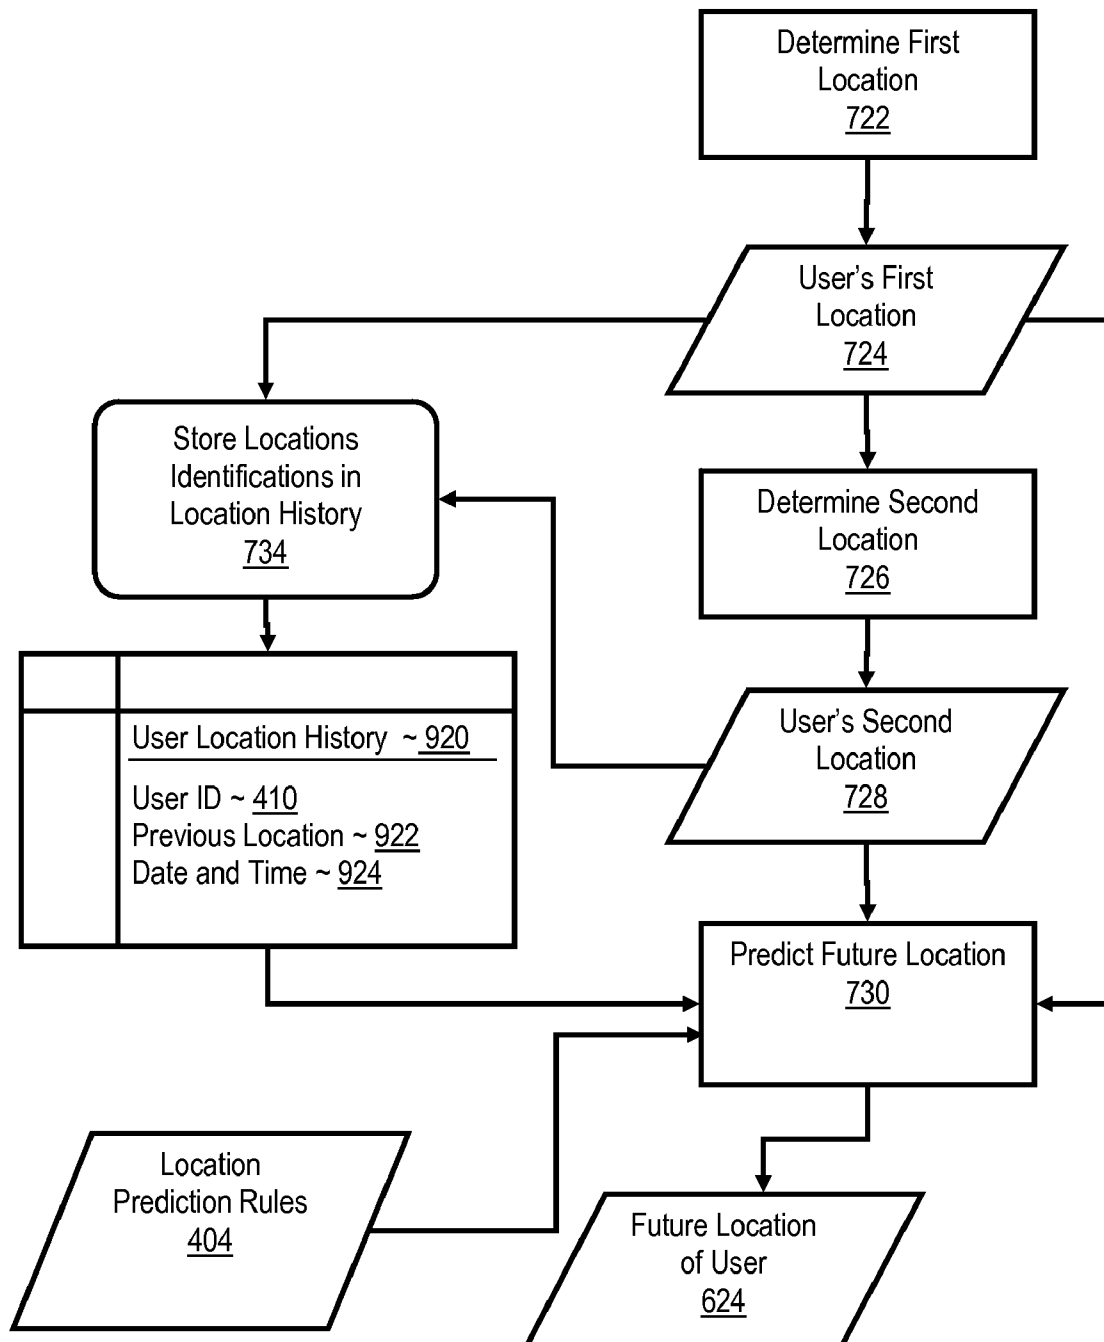 Determine First
Location
722
User's First
Location
724
Store Locations
Identifications in
Location History
734
Determine Second
Location
726
User Location History ~ 920
User ID ~ 410
Previous Location ~ 922
Date and Time ~ 924
User's Second
Location
728
Predict Future Location
730
Location
Prediction Rules
404
Future Location
of User
624